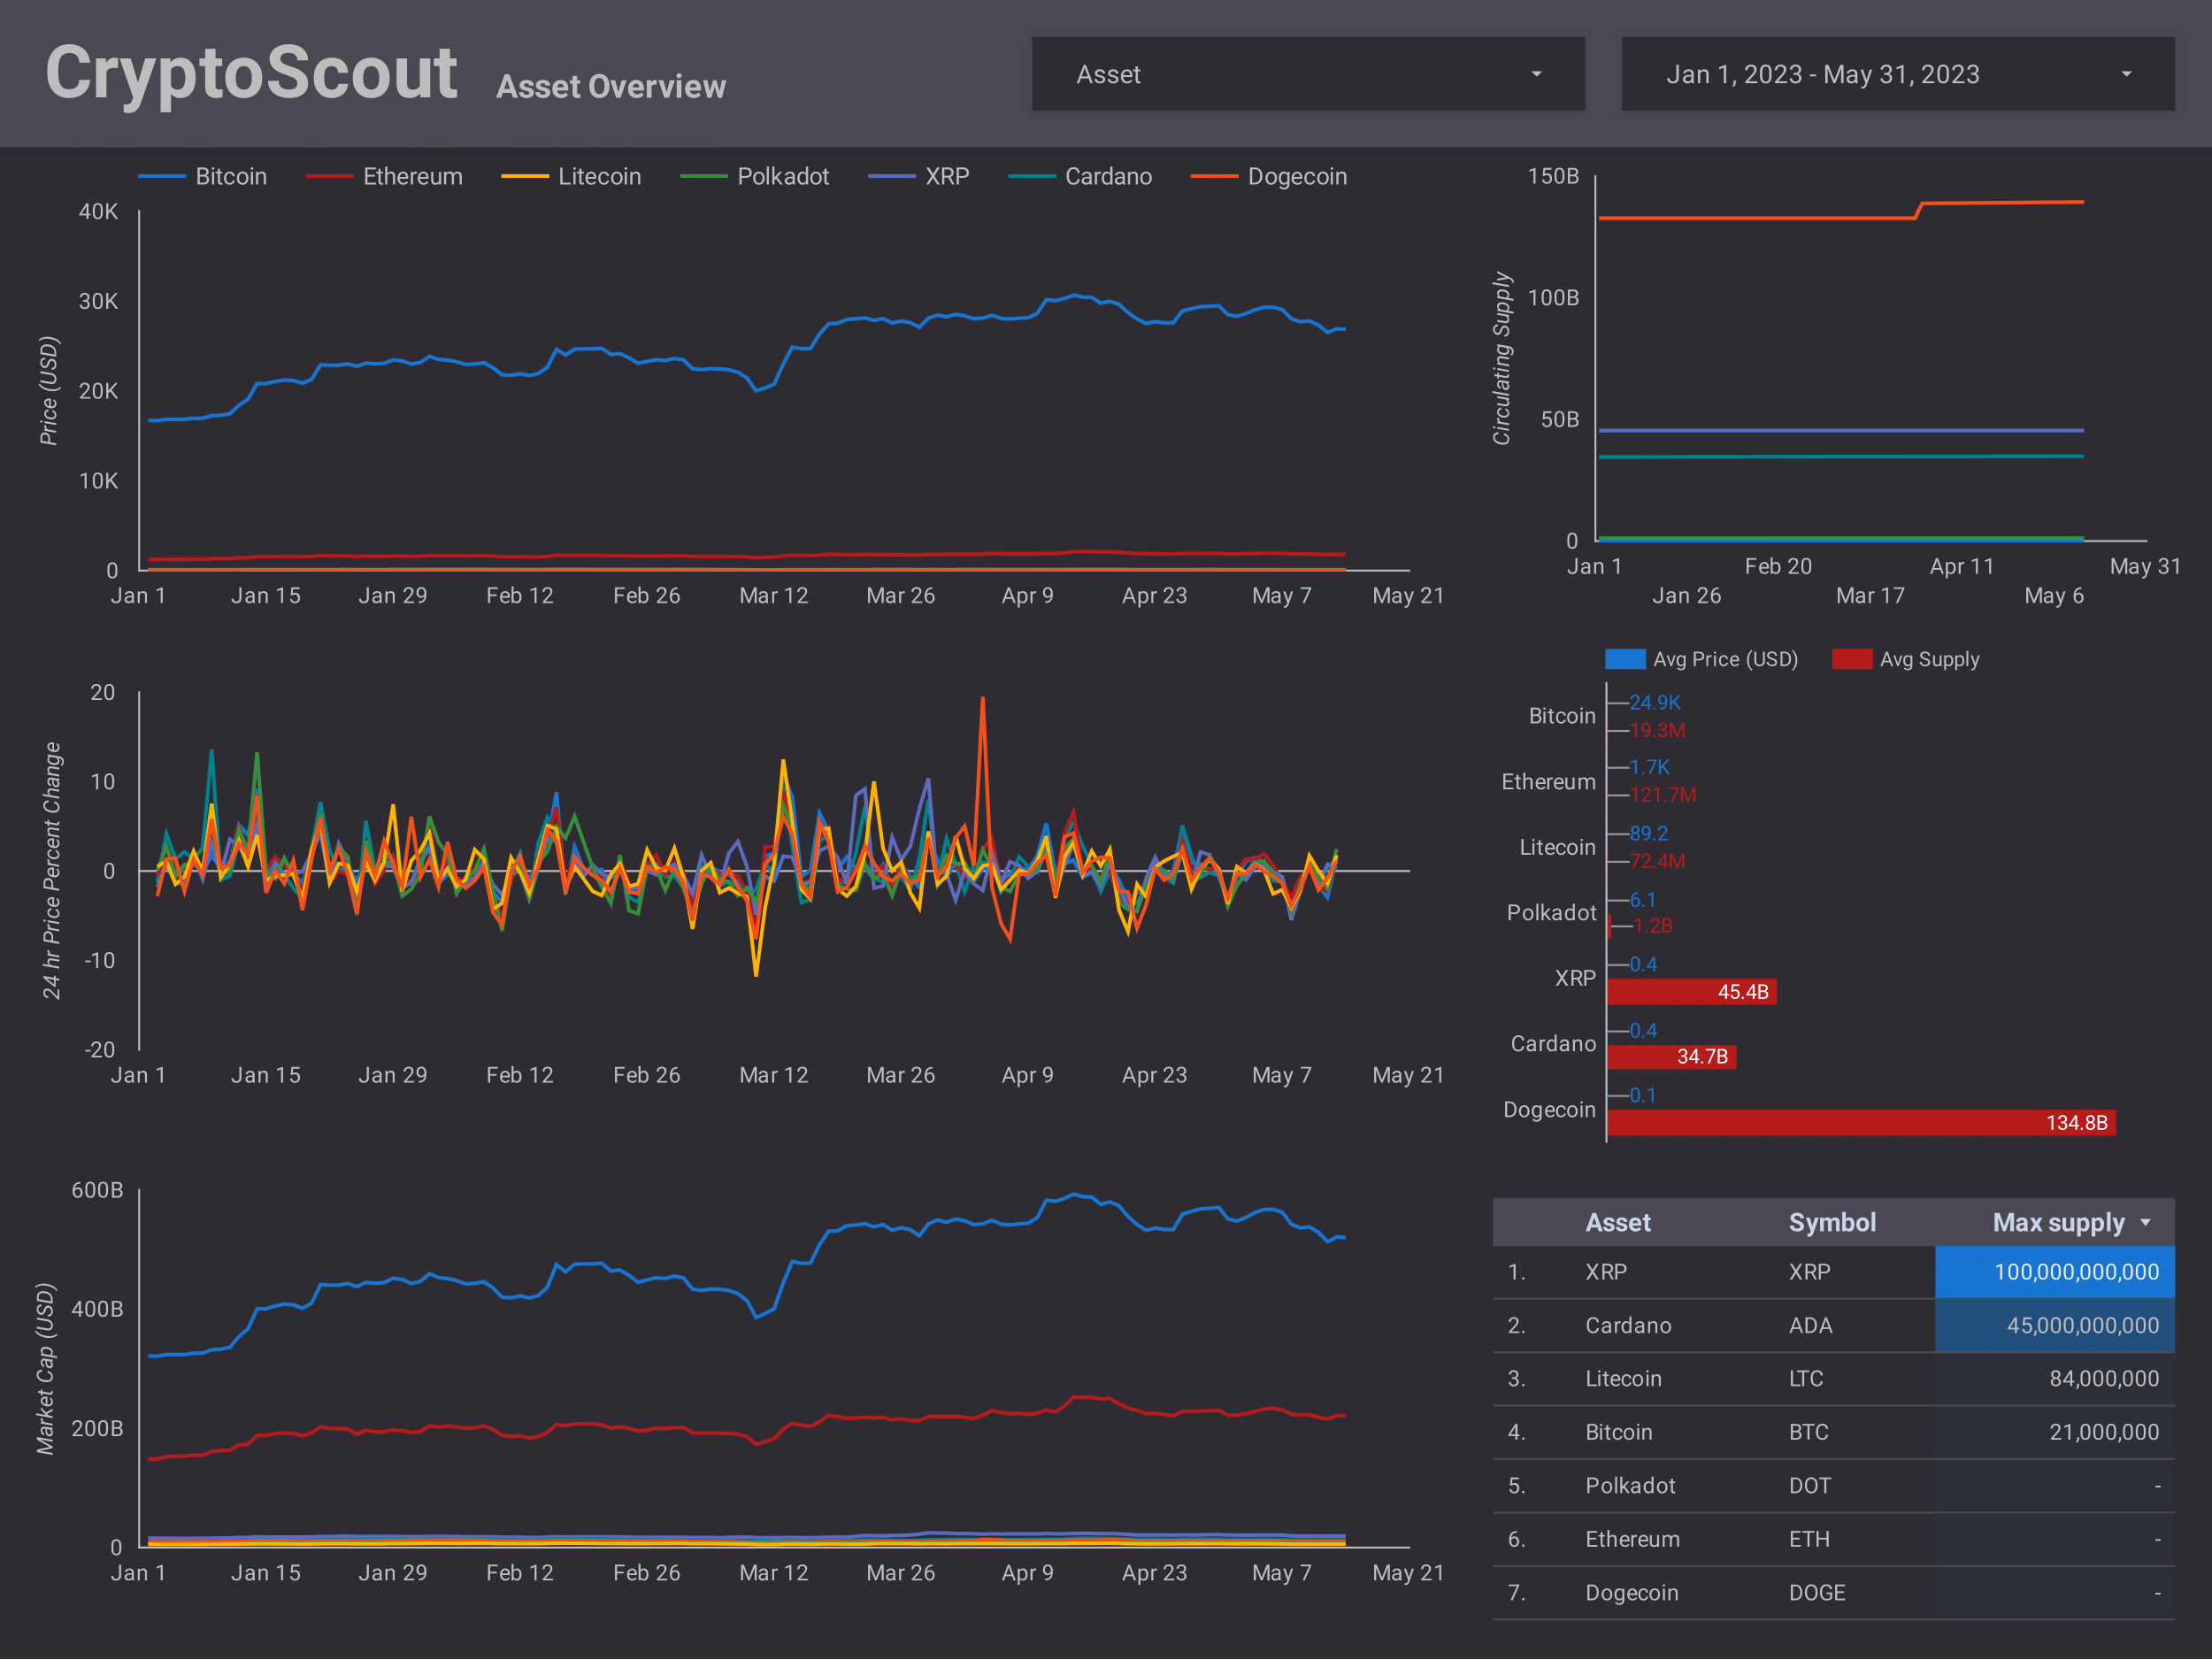 CryptoScout Asset Overview
Asset
Jan 1, 2023 - May 31, 2023
Bitcoin Ethereum Litecoin Polkadot XRP Cardano Dogecoin
Price (USD)
40K
30K
20K
10K
0
Jan 1 Jan 15 Jan 29 Feb 12 Feb 26 Mar 12 Mar 26 Apr 9 Apr 23 May 7 May 21
Circulating Supply
150B
100B
50B
0
Jan 1 Feb 20 Apr 11 May 31
Jan 26 Mar 17 May 6
24 hr Price Percent Change
20
10
0
-10
-20
Jan 1 Jan 15 Jan 29 Feb 12 Feb 26 Mar 12 Mar 26 Apr 9 Apr 23 May 7 May 21
Avg Price (USD) Avg Supply
Bitcoin 24.9K
19.3M
Ethereum 1.7K
121.7M
Litecoin 89.2
72.4M
Polkadot 6.1
1.2B
XRP 0.4
45.4B
Cardano 0.4
34.7B
Dogecoin 0.1
134.8B
Market Cap (USD)
600B
400B
200B
0
Jan 1 Jan 15 Jan 29 Feb 12 Feb 26 Mar 12 Mar 26 Apr 9 Apr 23 May 7 May 21
Asset Symbol Max supply
1. XRP XRP 100,000,000,000
2. Cardano ADA 45,000,000,000
3. Litecoin LTC 84,000,000
4. Bitcoin BTC 21,000,000
5. Polkadot DOT -
6. Ethereum ETH -
7. Dogecoin DOGE -